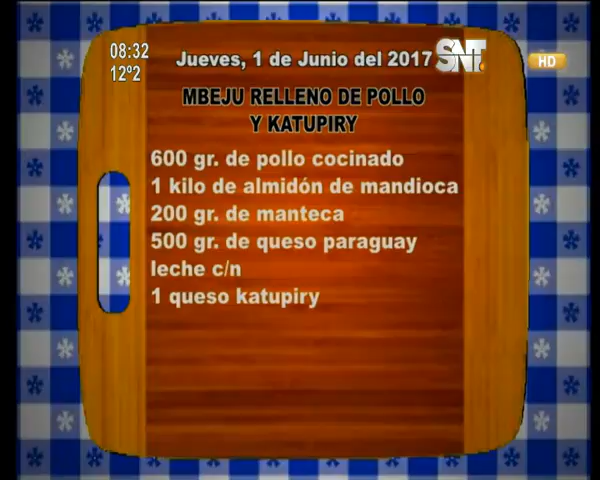 08:32
12º2
Jueves, 1 de Junio del 2017
SNT.
HD
MBEJU RELLENO DE POLLO
Y KATUPIRY
600 gr. de pollo cocinado
1 kilo de almidón de mandioca
200 gr. de manteca
500 gr. de queso paraguay
leche c/n
1 queso katupiry